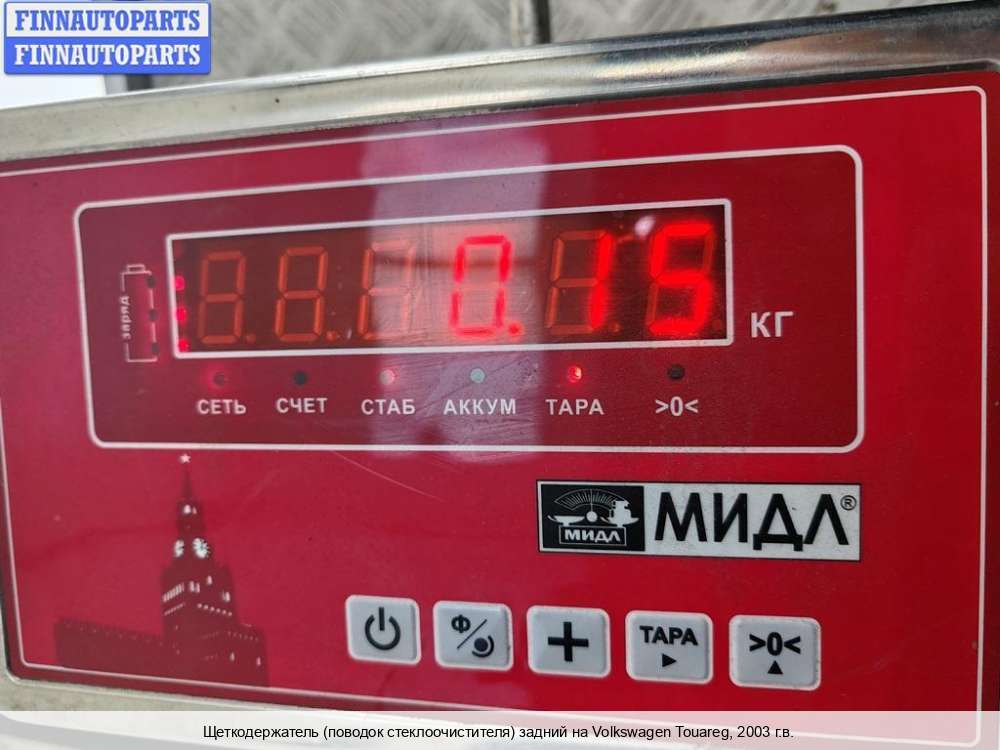 FINNAUTOPARTS
FINNAUTOPARTS
заряд
0.15
КГ
СЕТЬ СЧЕТ СТАБ АККУМ ТАРА >0<
МИДЛ МИДЛ®
Ф ТАРА >0<
Щеткодержатель (поводок стеклоочистителя) задний на Volkswagen Touareg, 2003 г.в.